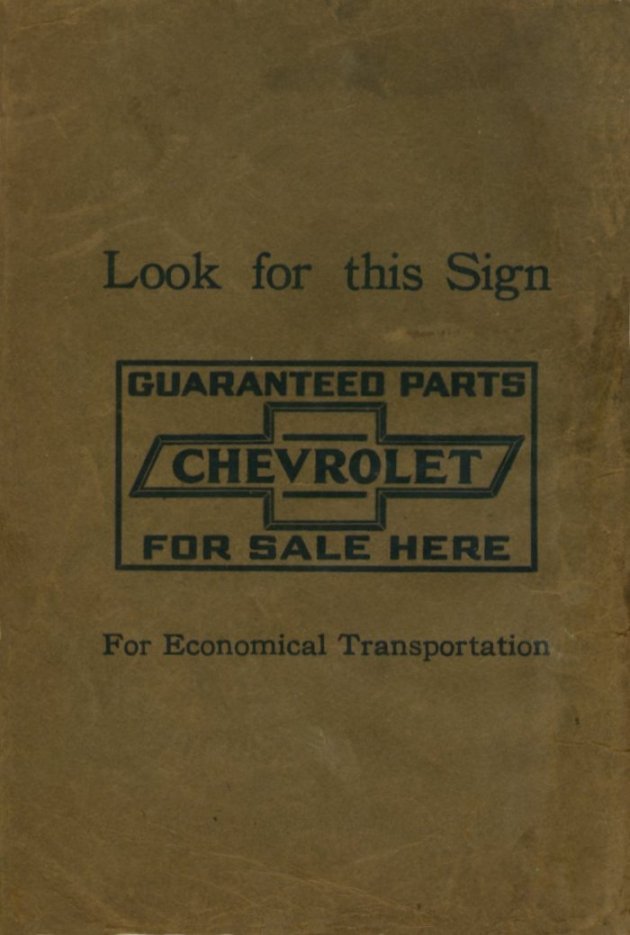 Look for this Sign
GUARANTEED PARTS
CHEVROLET
FOR SALE HERE
For Economical Transportation